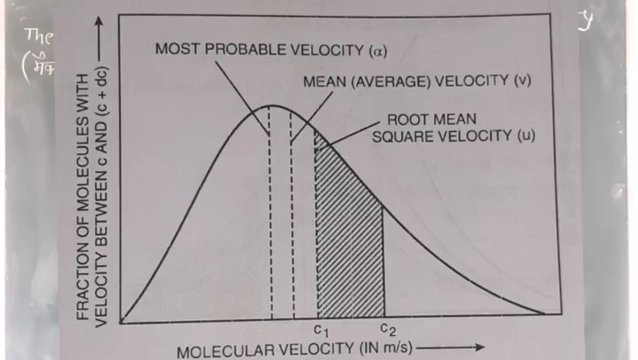 The
y
MOST PROBABLE VELOCITY (α)
MEAN (AVERAGE) VELOCITY (v)
ROOT MEAN
SQUARE VELOCITY (u)
FRACTION OF MOLECULES WITH
VELOCITY BETWEEN c AND (c + dc)
c₁ c₂
MOLECULAR VELOCITY (IN m/s)